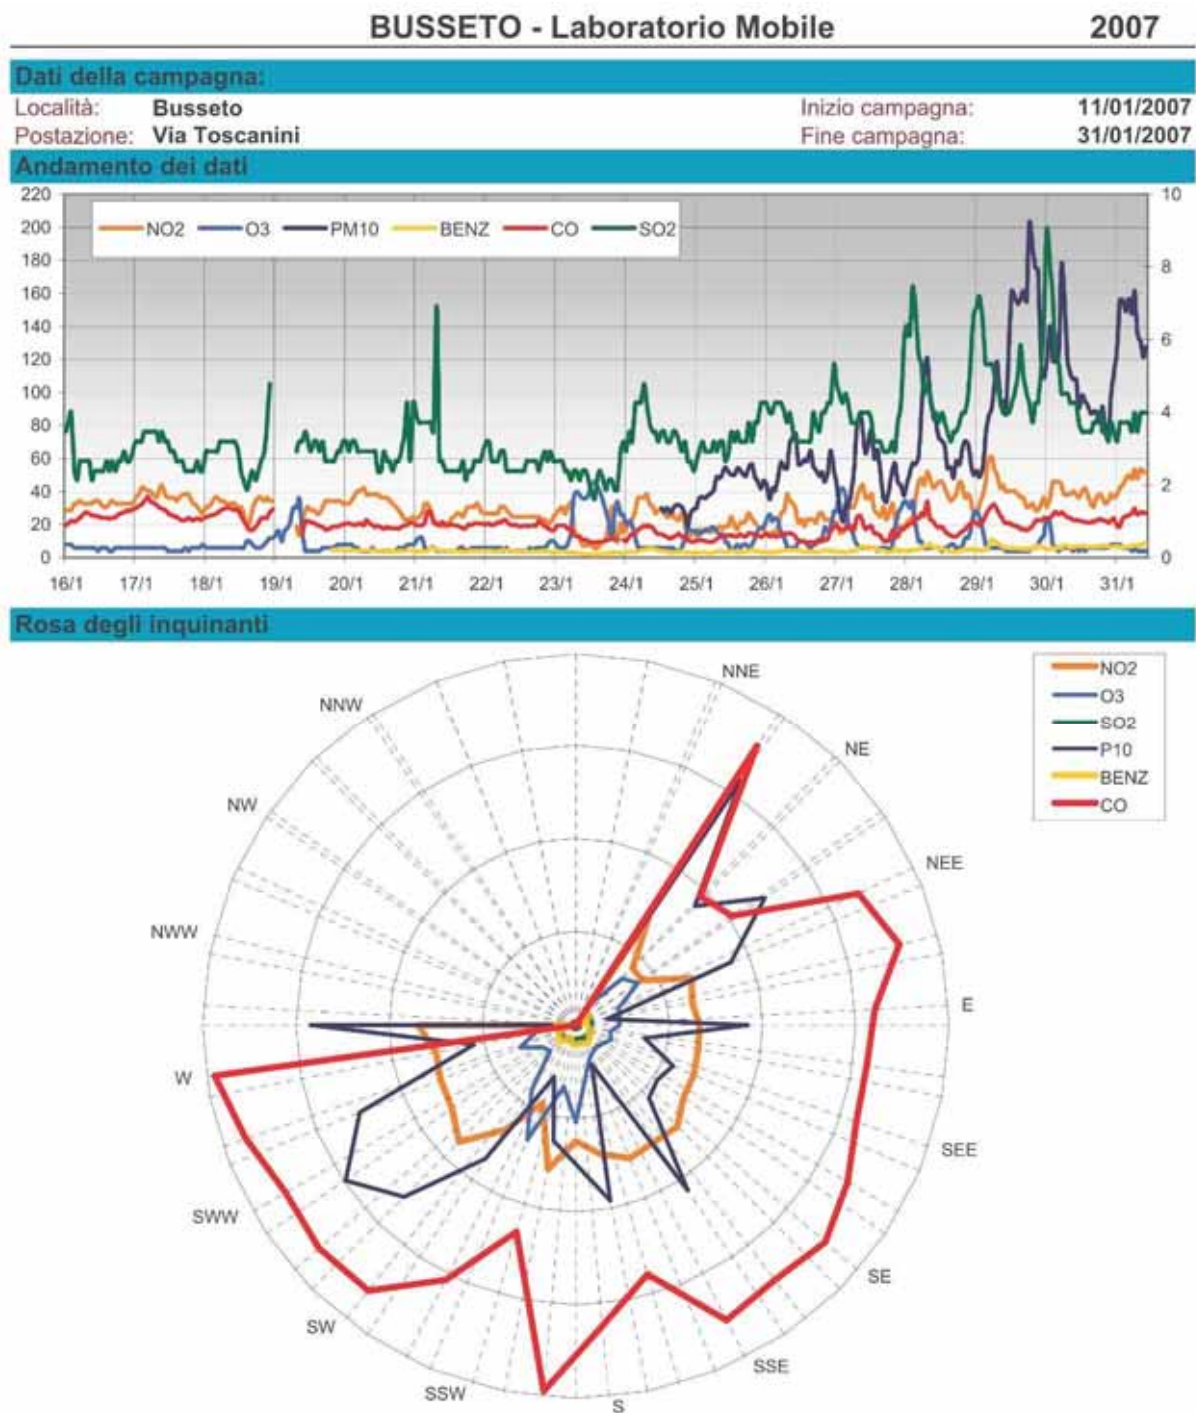 BUSSETO - Laboratorio Mobile 2007
Dati della campagna:
Località: Busseto Inizio campagna: 11/01/2007
Postazione: Via Toscanini Fine campagna: 31/01/2007
Andamento dei dati
220 10
200
180 8
160
140 6
120
100 4
80
60 2
40
20
0 0
NO2 O3 PM10 BENZ CO SO2
16/1 17/1 18/1 19/1 20/1 21/1 22/1 23/1 24/1 25/1 26/1 27/1 28/1 29/1 30/1 31/1
Rosa degli inquinanti
NO2
O3
SO2
P10
BENZ
CO
NNE
NE
NEE
E
SEE
SE
SSE
S
SSW
SW
SWW
W
NWW
NW
NNW